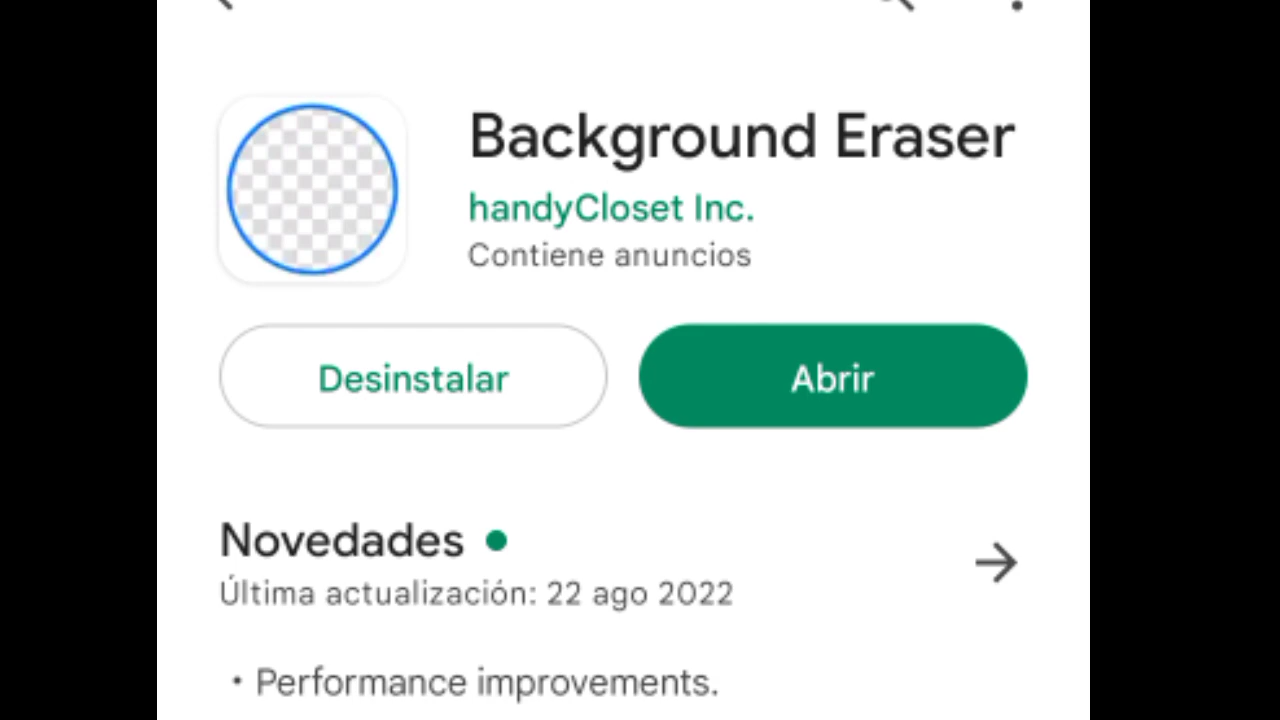 Background Eraser
handyCloset Inc.
Contiene anuncios
Desinstalar
Abrir
Novedades
Última actualización: 22 ago 2022
• Performance improvements.